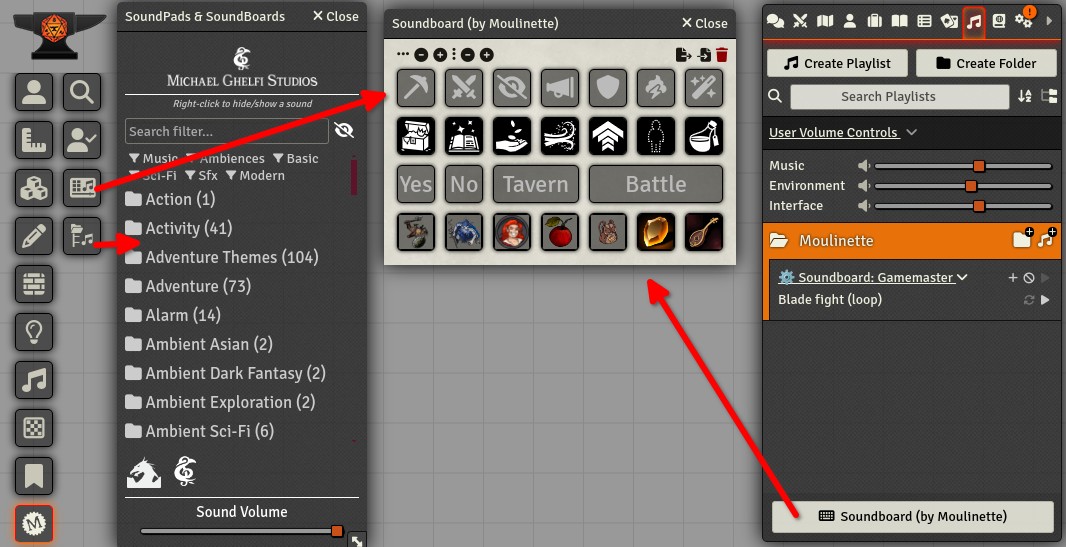 SoundPads & SoundBoards
Close
MICHAEL GHELFI STUDIOS
Right-click to hide/show a sound
Search filter...
Music Ambiences Basic
Sci-Fi Sfx Modern
Action (1)
Activity (41)
Adventure Themes (104)
Adventure (73)
Alarm (14)
Ambient Asian (2)
Ambient Dark Fantasy (2)
Ambient Exploration (2)
Ambient Sci-Fi (6)
Sound Volume
M
Soundboard (by Moulinette)
Close
Yes
No
Tavern
Battle
Create Playlist
Create Folder
Search Playlists
User Volume Controls
Music
Environment
Interface
Moulinette
Soundboard: Gamemaster
Blade fight (loop)
Soundboard (by Moulinette)